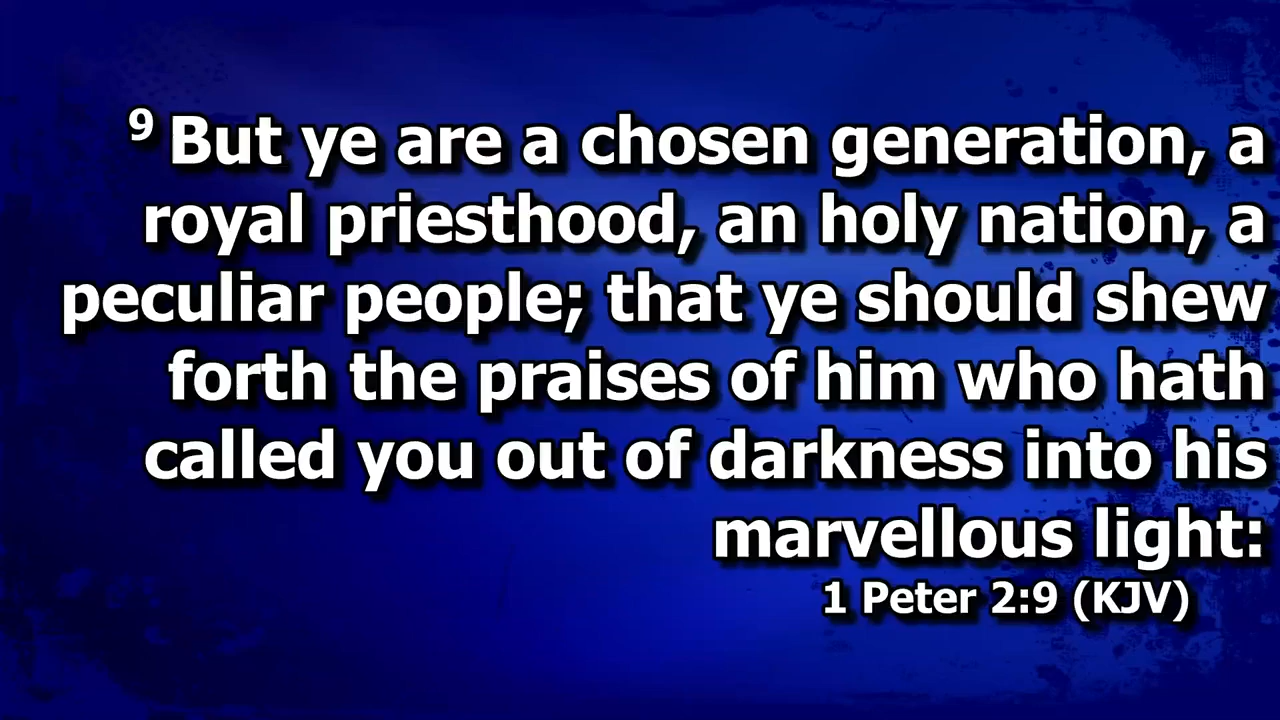 9 But ye are a chosen generation, a
royal priesthood, an holy nation, a
peculiar people; that ye should shew
forth the praises of him who hath
called you out of darkness into his
marvellous light:
1 Peter 2:9 (KJV)